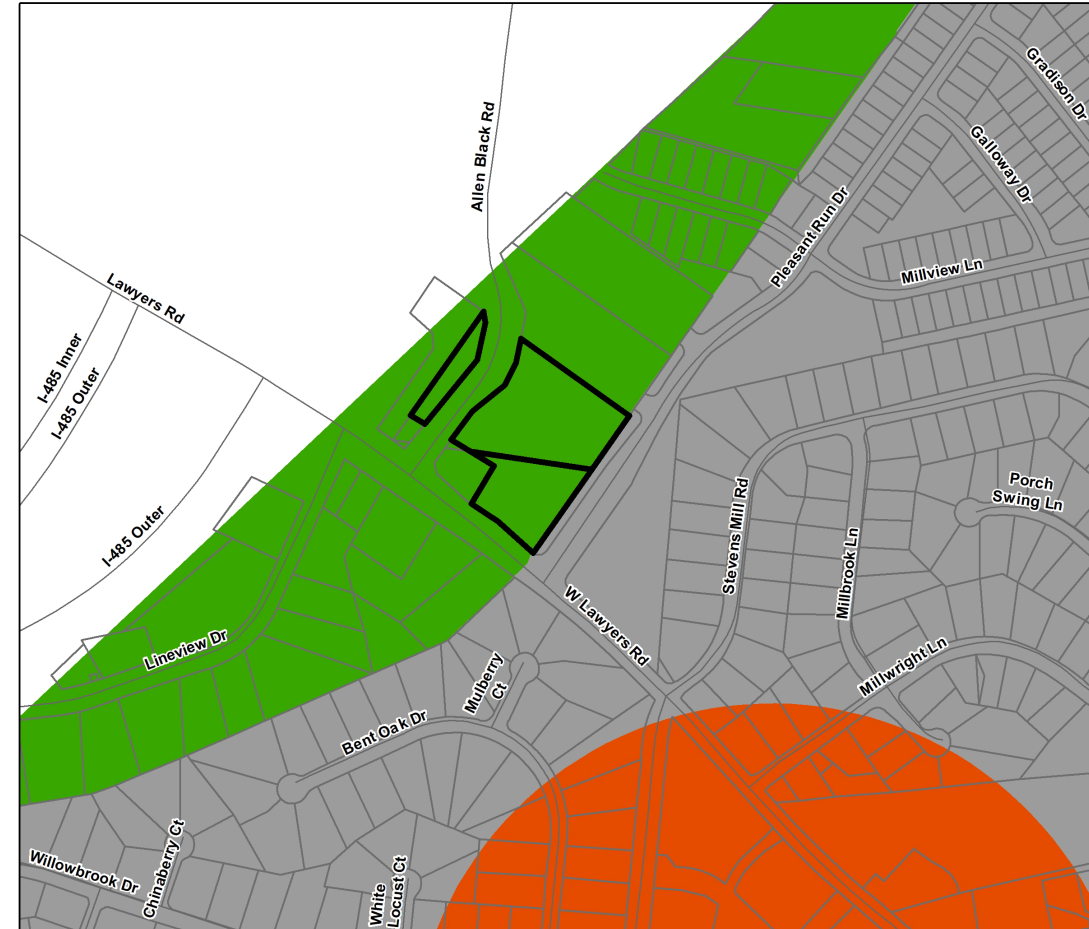 Gradison Dr
Allen Black Rd
Galloway Dr
Pleasant Run Dr
Millview Ln
Lawyers Rd
I-485 Inner
I-485 Outer
I-485 Outer
Porch
Swing Ln
Stevens Mill Rd
Millbrook Ln
W Lawyers Rd
Lineview Dr
Millwright Ln
Mulberry
Ct
Bent Oak Dr
Willowbrook Dr
Chinaberry Ct
White
Locust Ct